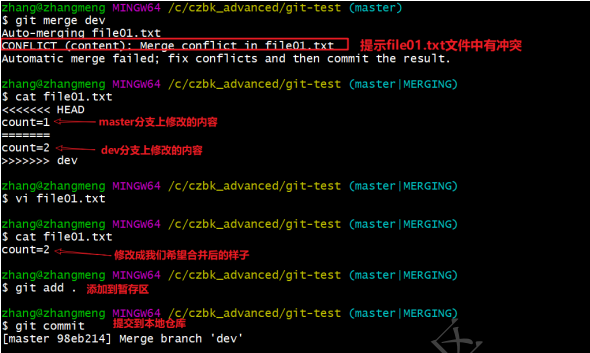 zhang@zhangmeng MINGW64 /c/czbk_advanced/git-test (master)
$ git merge dev
Auto-merging file01.txt
CONFLICT (content): Merge conflict in file01.txt 提示file01.txt文件中有冲突
Automatic merge failed; fix conflicts and then commit the result.
zhang@zhangmeng MINGW64 /c/czbk_advanced/git-test (master|MERGING)
$ cat file01.txt
<<<<<<< HEAD
count=1 master分支上修改的内容
=======
count=2 dev分支上修改的内容
>>>>>>> dev
zhang@zhangmeng MINGW64 /c/czbk_advanced/git-test (master|MERGING)
$ vi file01.txt
zhang@zhangmeng MINGW64 /c/czbk_advanced/git-test (master|MERGING)
$ cat file01.txt
count=2 修改成我们希望合并后的样子
zhang@zhangmeng MINGW64 /c/czbk_advanced/git-test (master|MERGING)
$ git add . 添加到暂存区
zhang@zhangmeng MINGW64 /c/czbk_advanced/git-test (master|MERGING)
$ git commit 提交到本地仓库
[master 98eb214] Merge branch 'dev'